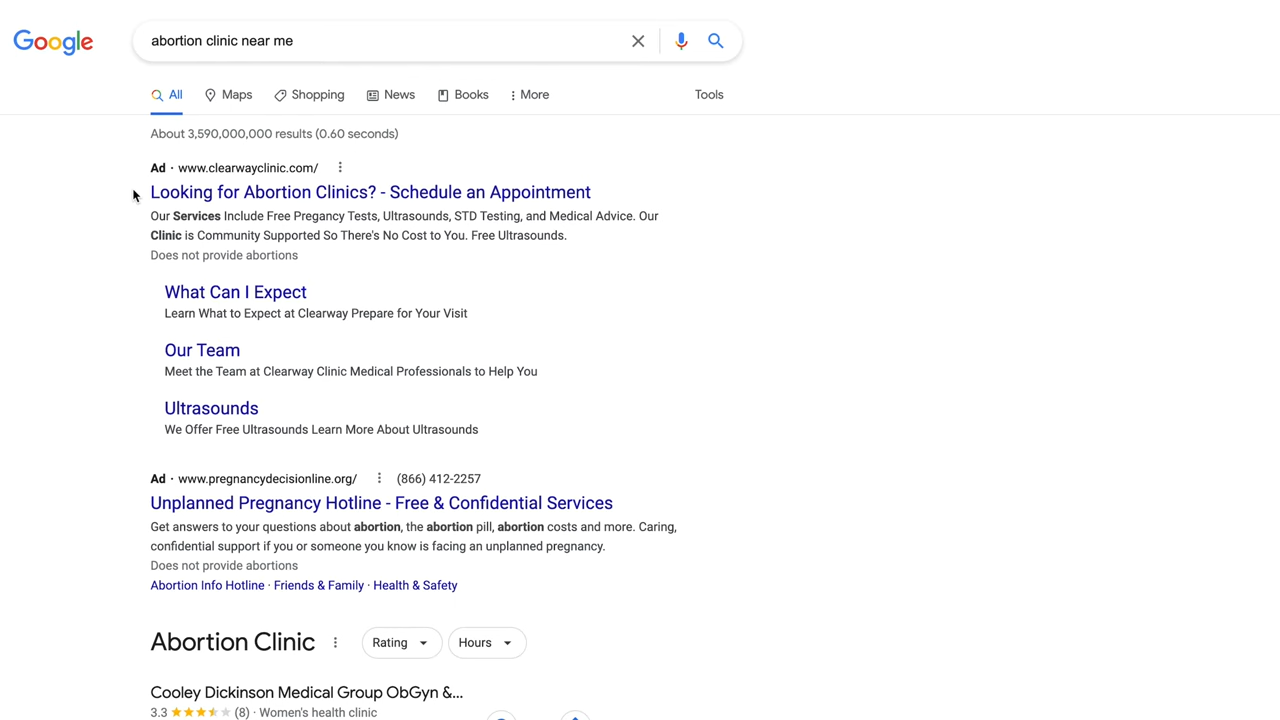 Google
abortion clinic near me
All Maps Shopping News Books More Tools
About 3,590,000,000 results (0.60 seconds)
Ad · www.clearwayclinic.com/
Looking for Abortion Clinics? - Schedule an Appointment
Our Services Include Free Pregancy Tests, Ultrasounds, STD Testing, and Medical Advice. Our
Clinic is Community Supported So There's No Cost to You. Free Ultrasounds.
Does not provide abortions
What Can I Expect
Learn What to Expect at Clearway Prepare for Your Visit
Our Team
Meet the Team at Clearway Clinic Medical Professionals to Help You
Ultrasounds
We Offer Free Ultrasounds Learn More About Ultrasounds
Ad · www.pregnancydecisionline.org/ (866) 412-2257
Unplanned Pregnancy Hotline - Free & Confidential Services
Get answers to your questions about abortion, the abortion pill, abortion costs and more. Caring,
confidential support if you or someone you know is facing an unplanned pregnancy.
Does not provide abortions
Abortion Info Hotline · Friends & Family · Health & Safety
Abortion Clinic Rating Hours
Cooley Dickinson Medical Group ObGyn &...
3.3 (8) · Women's health clinic